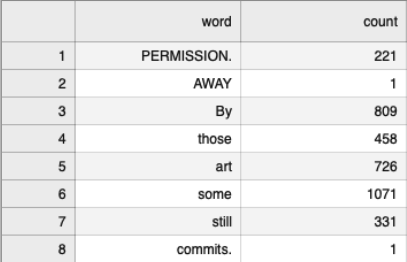 word count
1 PERMISSION. 221
2 AWAY 1
3 By 809
4 those 458
5 art 726
6 some 1071
7 still 331
8 commits. 1